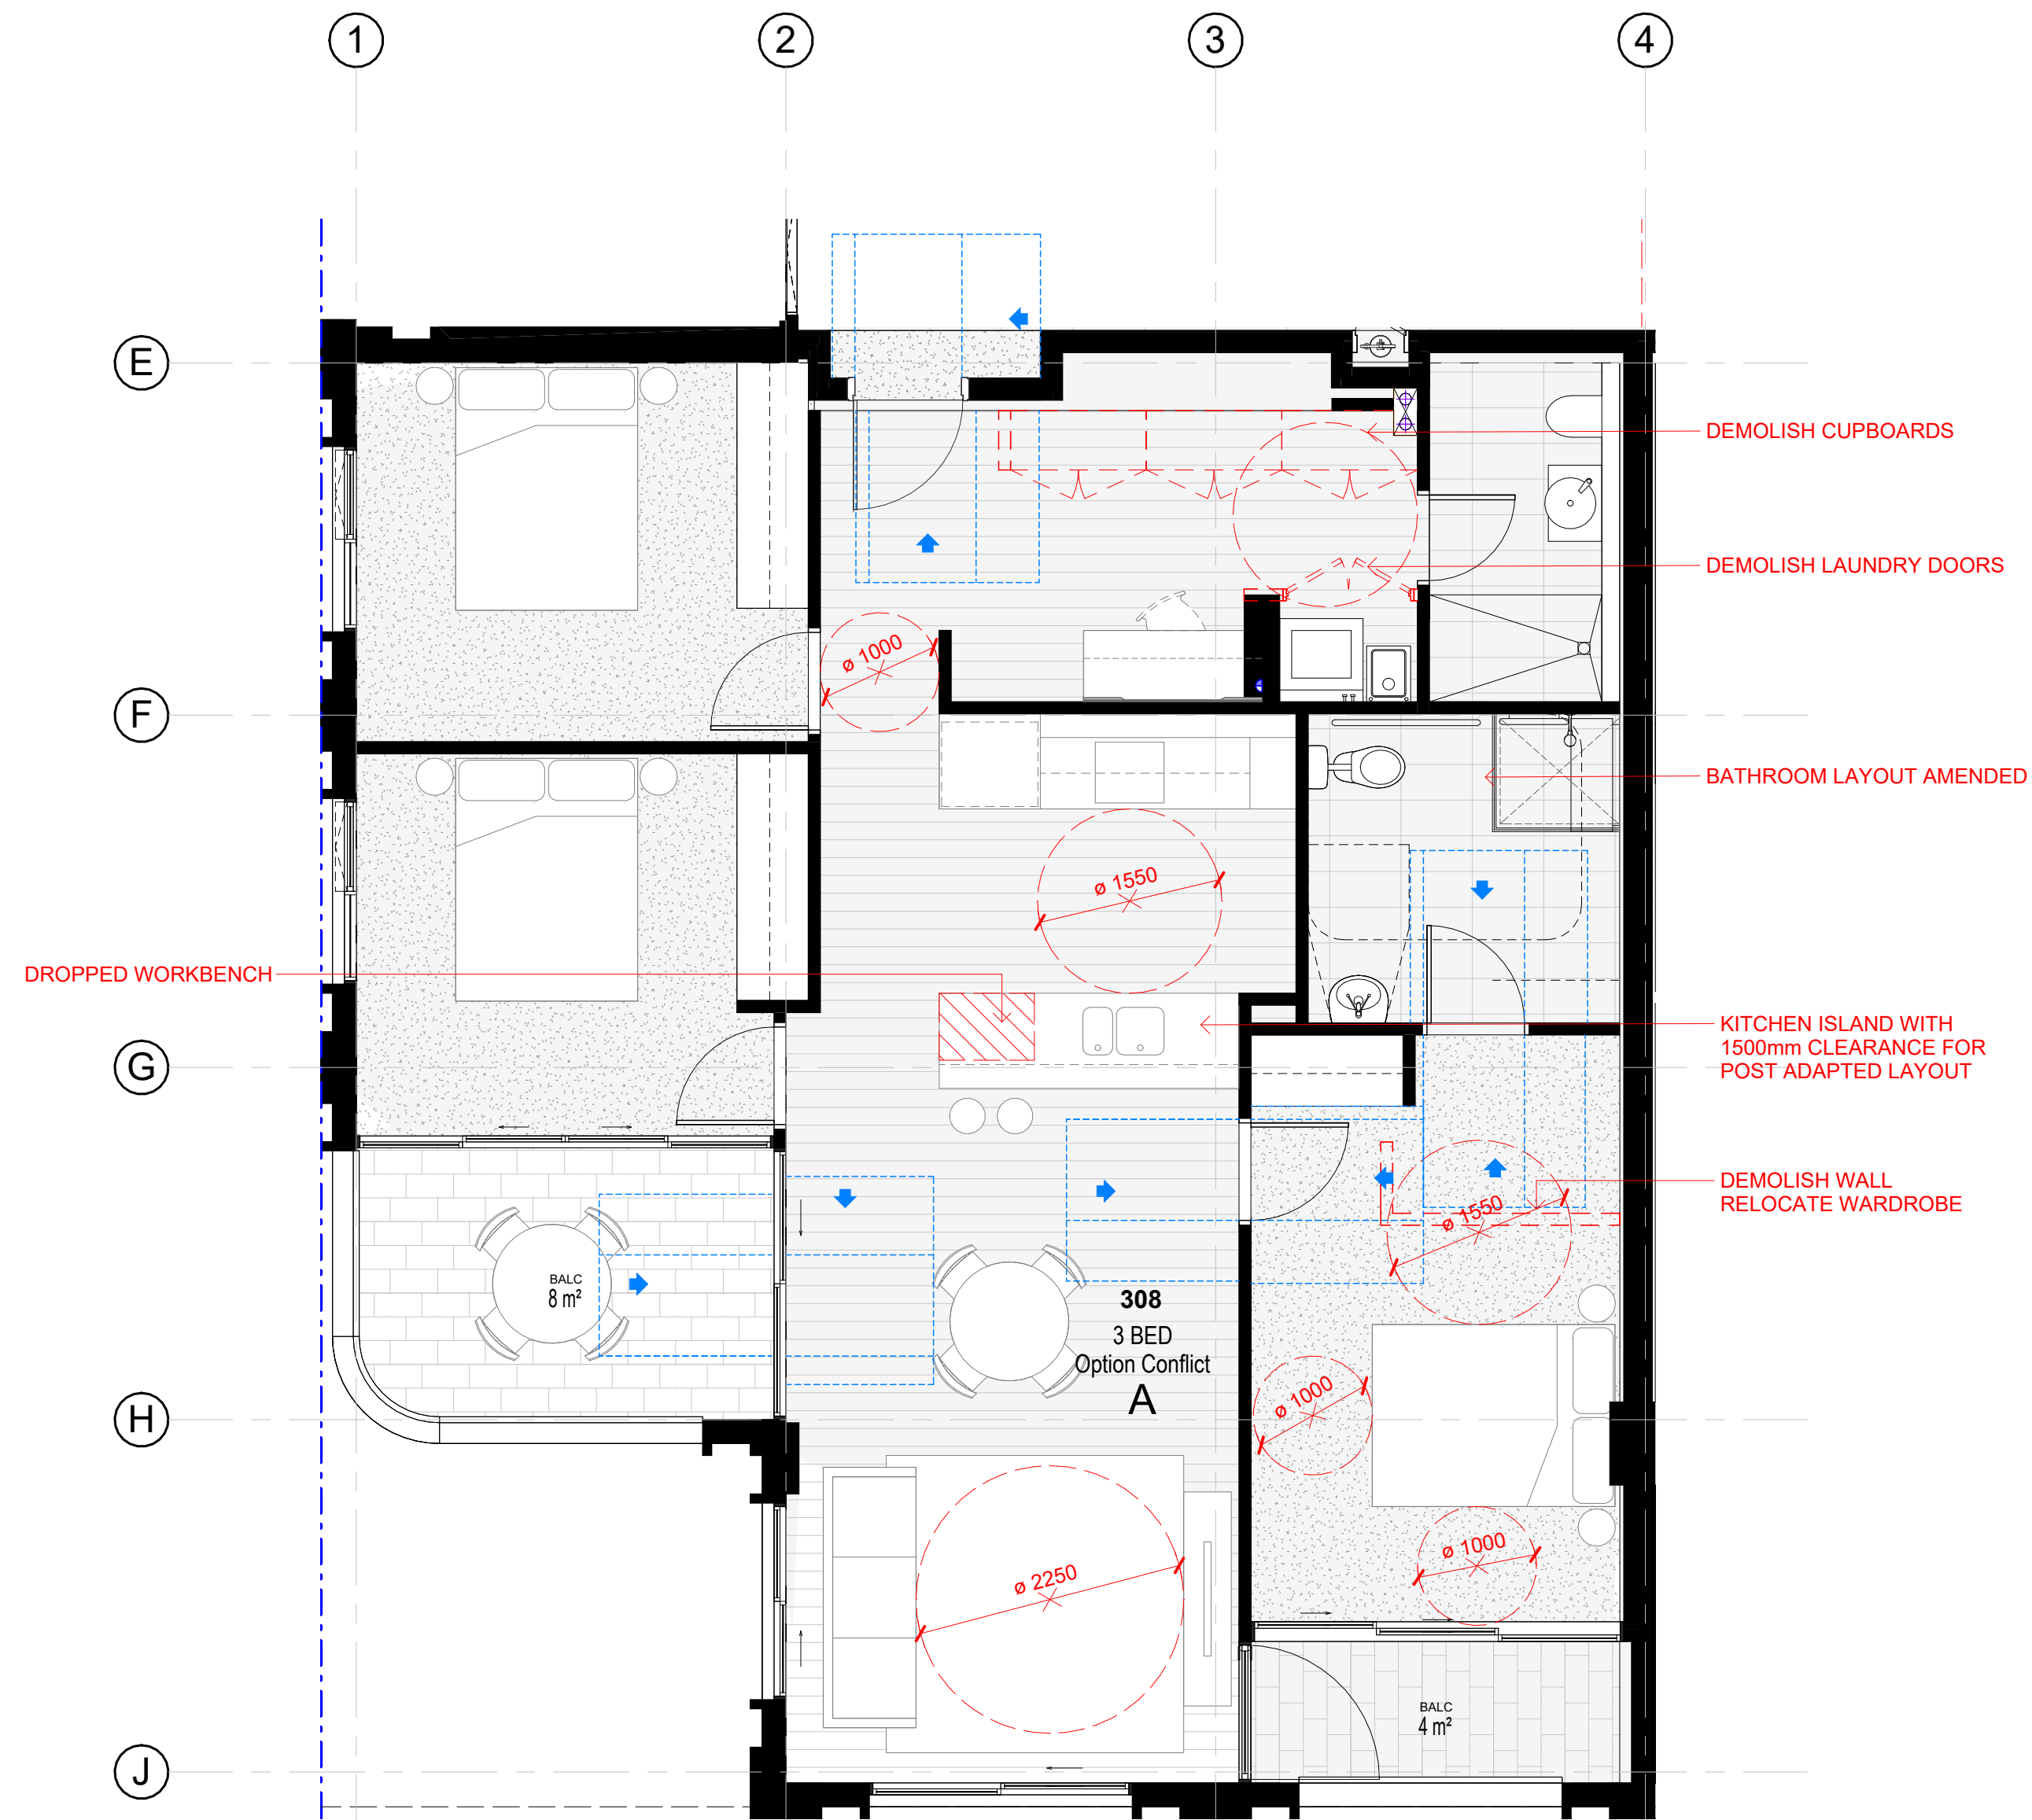 1
2
3
4
E
F
G
H
J
DEMOLISH CUPBOARDS
DEMOLISH LAUNDRY DOORS
ø 1000
BATHROOM LAYOUT AMENDED
ø 1550
DROPPED WORKBENCH
KITCHEN ISLAND WITH
1500mm CLEARANCE FOR
POST ADAPTED LAYOUT
DEMOLISH WALL
RELOCATE WARDROBE
ø 1550
BALC
8 m²
308
3 BED
Option Conflict
A
ø 1000
ø 1000
ø 2250
BALC
4 m²